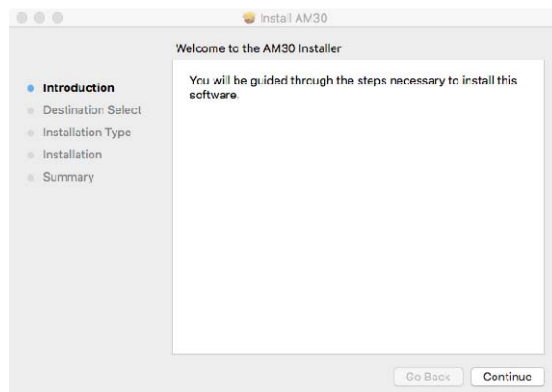 Install AM30
Welcome to the AM30 Installer
You will be guided through the steps necessary to install this
software.
Introduction
Destination Select
Installation Type
Installation
Summary
Go Back
Continue